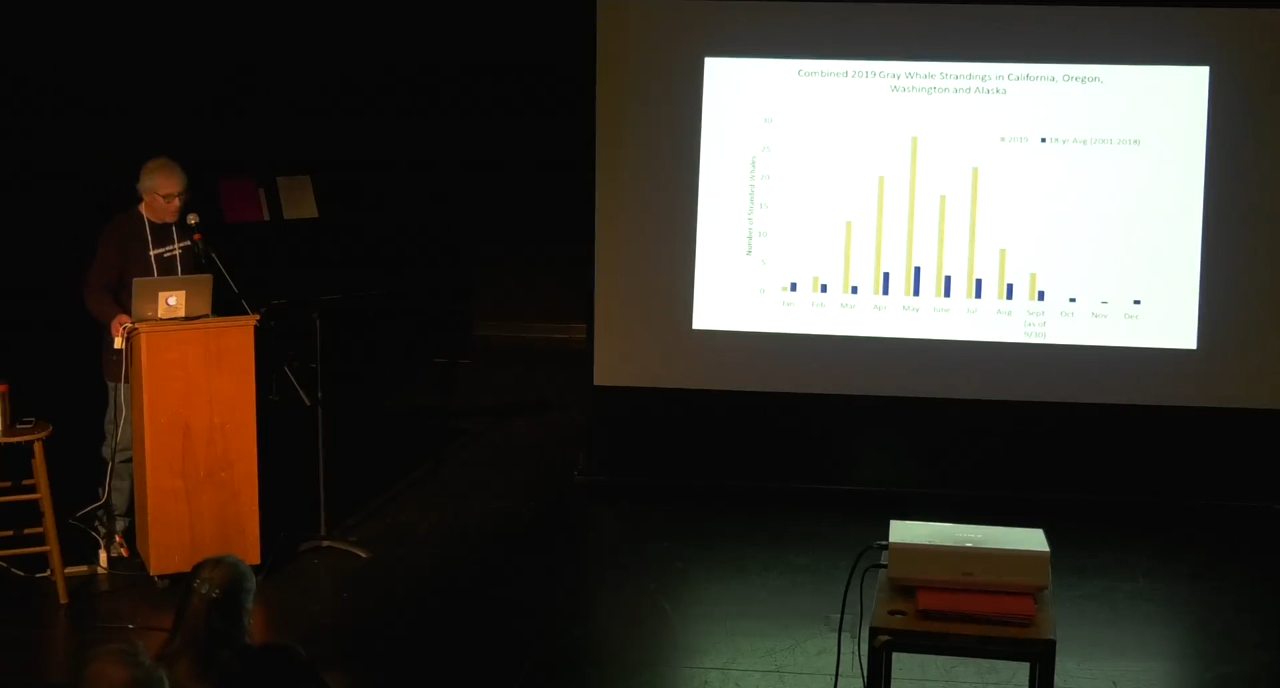 Combined 2019 Gray Whale Strandings in California, Oregon,
Washington and Alaska
2019
18-yr Avg (2001-2018)
Number of Stranded Whales
30
25
20
15
10
5
0
Jan
Feb
Mar
Apr
May
June
Jul
Aug
Sept
(as of
9/30)
Oct
Nov
Dec